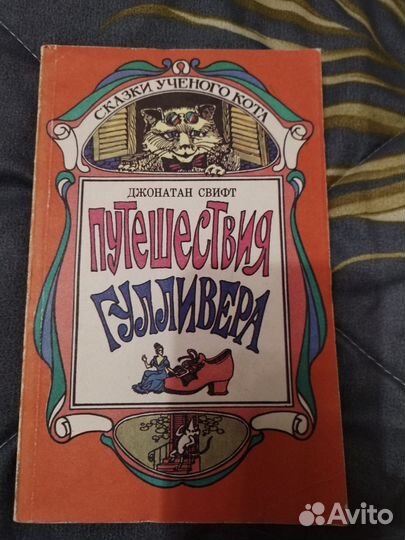 СКАЗКИ УЧЕНОГО КОТА
ДЖОНАТАН СВИФТ
ПУТЕШЕСТВИЯ
ГУЛЛИВЕРА
Avito